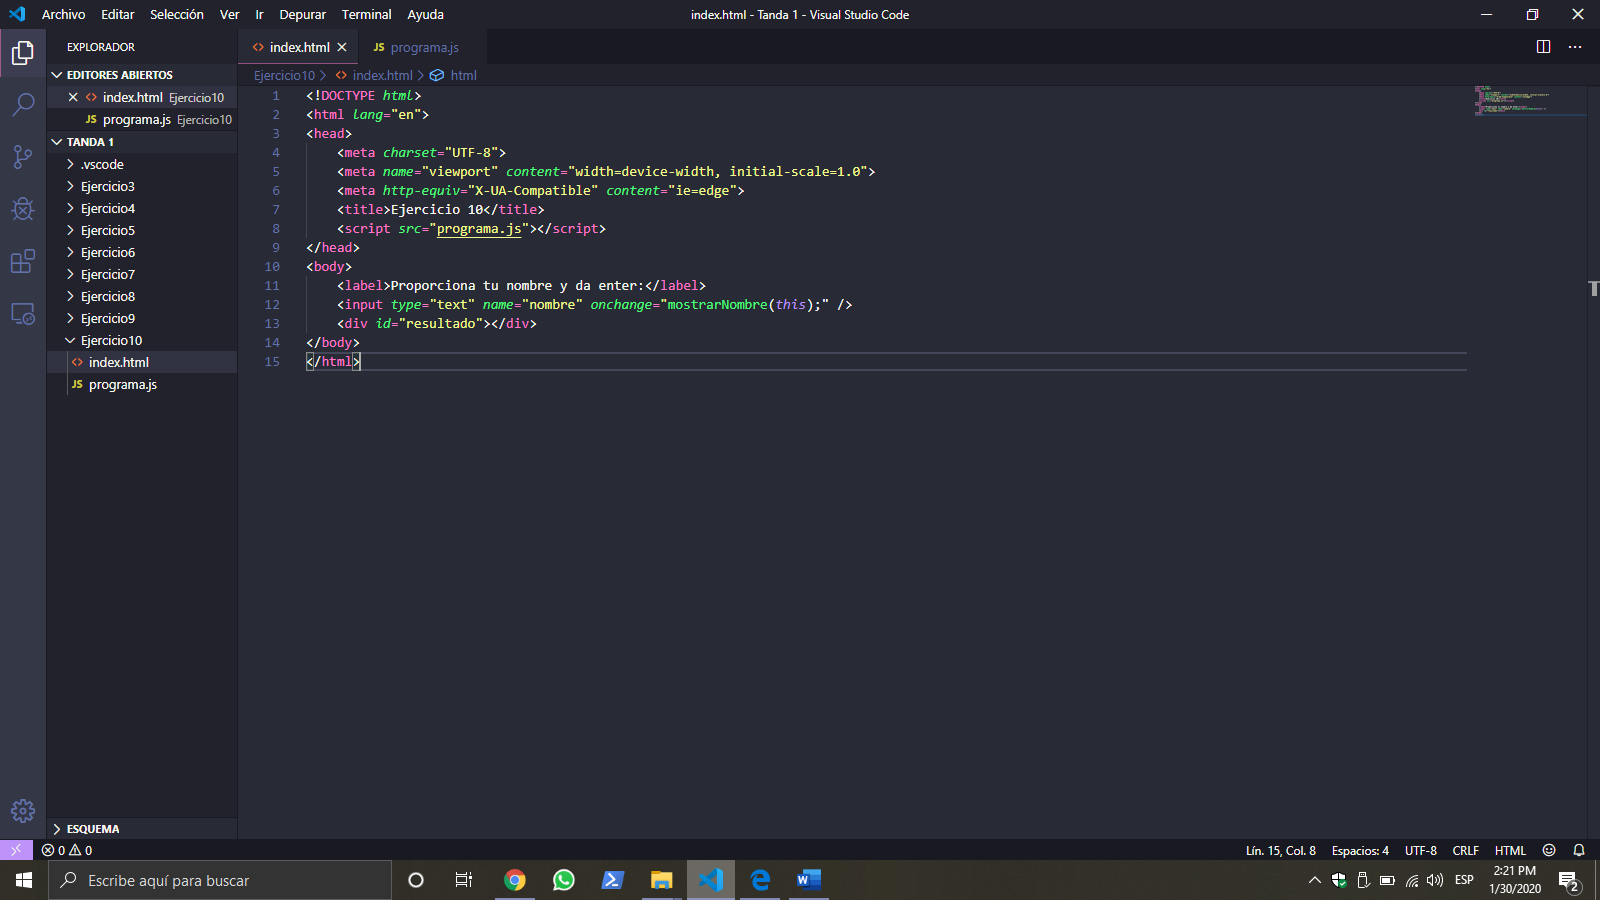 Archivo Editar Selección Ver Ir Depurar Terminal Ayuda
index.html - Tanda 1 - Visual Studio Code
EXPLORADOR
EDITORES ABIERTOS
index.html Ejercicio10
JS programa.js Ejercicio10
TANDA 1
.vscode
Ejercicio3
Ejercicio4
Ejercicio5
Ejercicio6
Ejercicio7
Ejercicio8
Ejercicio9
Ejercicio10
index.html
JS programa.js
ESQUEMA
index.html
JS programa.js
Ejercicio10 > index.html > html
1 <!DOCTYPE html>
2 <html lang="en">
3 <head>
4 <meta charset="UTF-8">
5 <meta name="viewport" content="width=device-width, initial-scale=1.0">
6 <meta http-equiv="X-UA-Compatible" content="ie=edge">
7 <title>Ejercicio 10</title>
8 <script src="programa.js"></script>
9 </head>
10 <body>
11 <label>Proporciona tu nombre y da enter:</label>
12 <input type="text" name="nombre" onchange="mostrarNombre(this);" />
13 <div id="resultado"></div>
14 </body>
15 </html>
0 0
Lín. 15, Col. 8 Espacios: 4 UTF-8 CRLF HTML
Escribe aquí para buscar
ESP
2:21 PM
1/30/2020
2